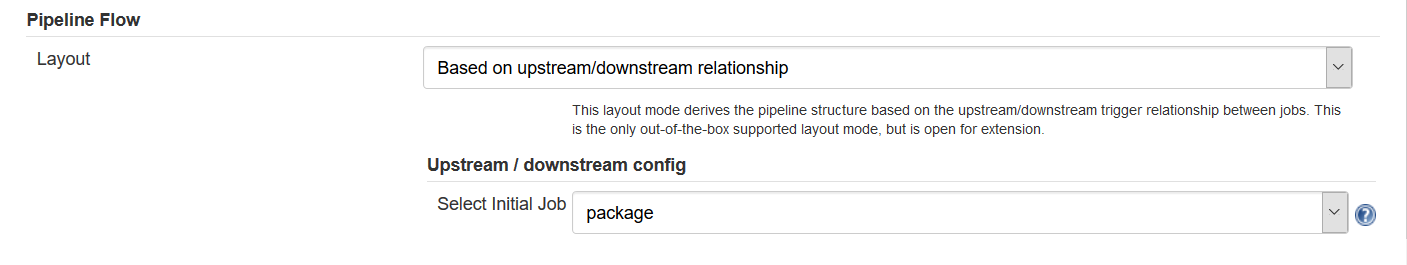 Pipeline Flow
Layout
Based on upstream/downstream relationship
This layout mode derives the pipeline structure based on the upstream/downstream trigger relationship between jobs. This
is the only out-of-the-box supported layout mode, but is open for extension.
Upstream / downstream config
Select Initial Job
package
?